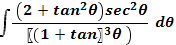 ∫ (2 + tan²θ)sec²θ / (〖(1 + tan〗³θ ) dθ